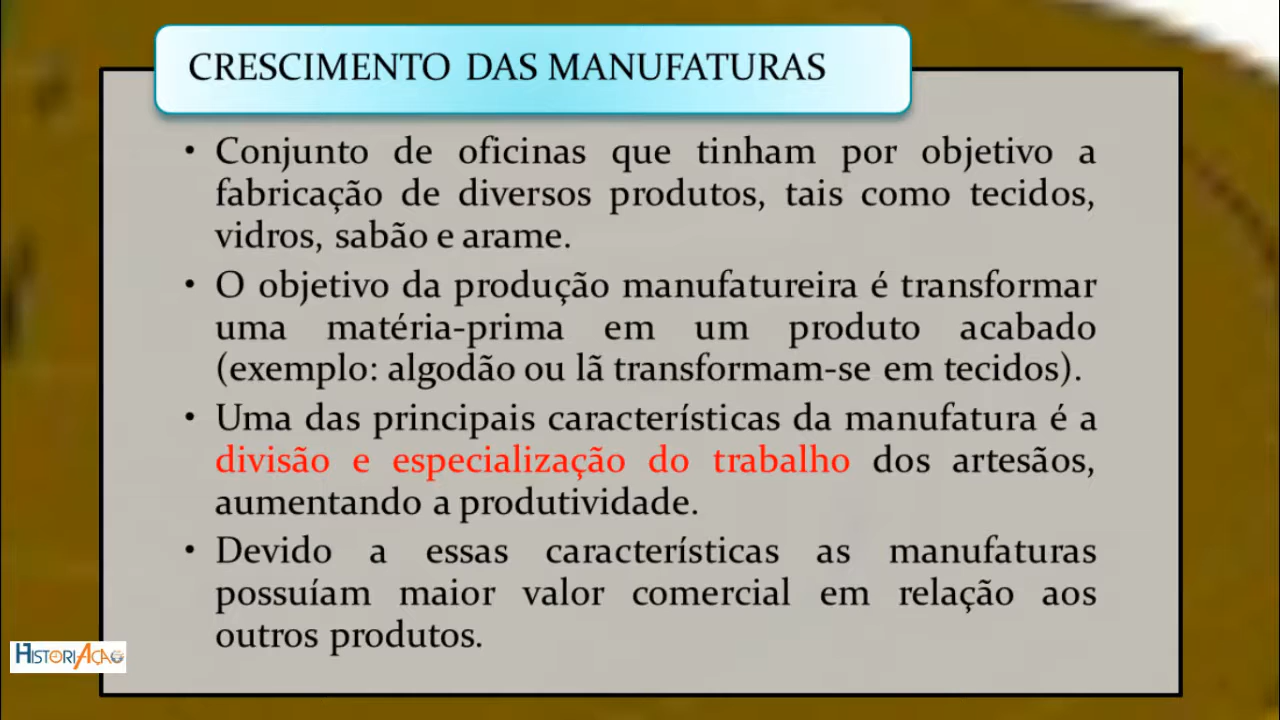 CRESCIMENTO DAS MANUFATURAS
• Conjunto de oficinas que tinham por objetivo a
fabricação de diversos produtos, tais como tecidos,
vidros, sabão e arame.
• O objetivo da produção manufatureira é transformar
uma matéria-prima em um produto acabado
(exemplo: algodão ou lã transformam-se em tecidos).
• Uma das principais características da manufatura é a
divisão e especialização do trabalho dos artesãos,
aumentando a produtividade.
• Devido a essas características as manufaturas
possuíam maior valor comercial em relação aos
outros produtos.
HISTORIAÇÃO